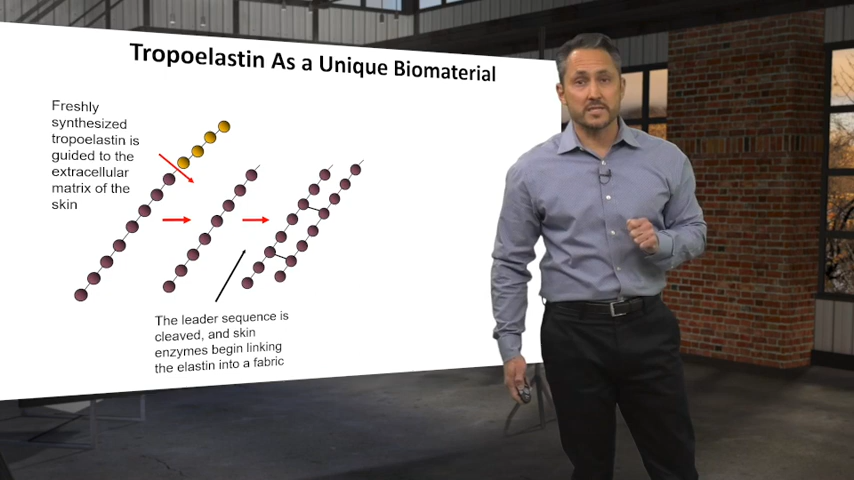 Tropoelastin As a Unique Biomaterial
Freshly
synthesized
tropoelastin is
guided to the
extracellular
matrix of the
skin
The leader sequence is
cleaved, and skin
enzymes begin linking
the elastin into a fabric